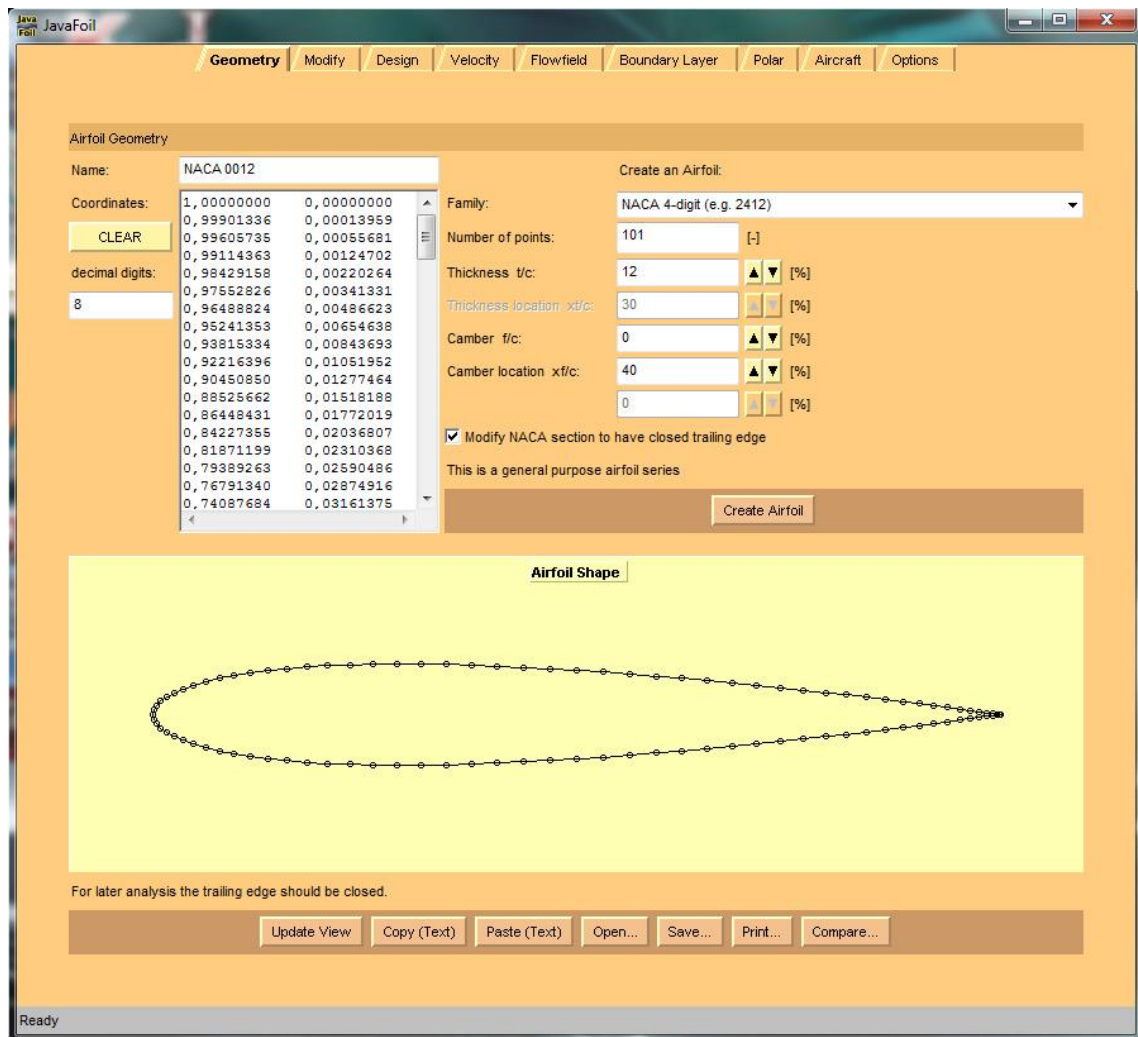 Java Foil JavaFoil
Geometry Modify Design Velocity Flowfield Boundary Layer Polar Aircraft Options
Airfoil Geometry
Name: NACA 0012 Create an Airfoil:
Coordinates: Family: NACA 4-digit (e.g. 2412)
CLEAR Number of points: 101 [-]
decimal digits: Thickness t/c: 12 [%]
8 Thickness location xt/c: 30 [%]
Camber f/c: 0 [%]
Camber location xf/c: 40 [%]
0 [%]
1,00000000 0,00000000
0,99901336 0,00013959
0,99605735 0,00055681
0,99114363 0,00124702
0,98429158 0,00220264
0,97552826 0,00341331
0,96488824 0,00486623
0,95241353 0,00654638
0,93815334 0,00843693
0,92216396 0,01051952
0,90450850 0,01277464
0,88525662 0,01518188
0,86448431 0,01772019
0,84227355 0,02036807
0,81871199 0,02310368
0,79389263 0,02590486
0,76791340 0,02874916
0,74087684 0,03161375
Modify NACA section to have closed trailing edge
This is a general purpose airfoil series
Create Airfoil
Airfoil Shape
For later analysis the trailing edge should be closed.
Update View Copy (Text) Paste (Text) Open... Save... Print... Compare...
Ready